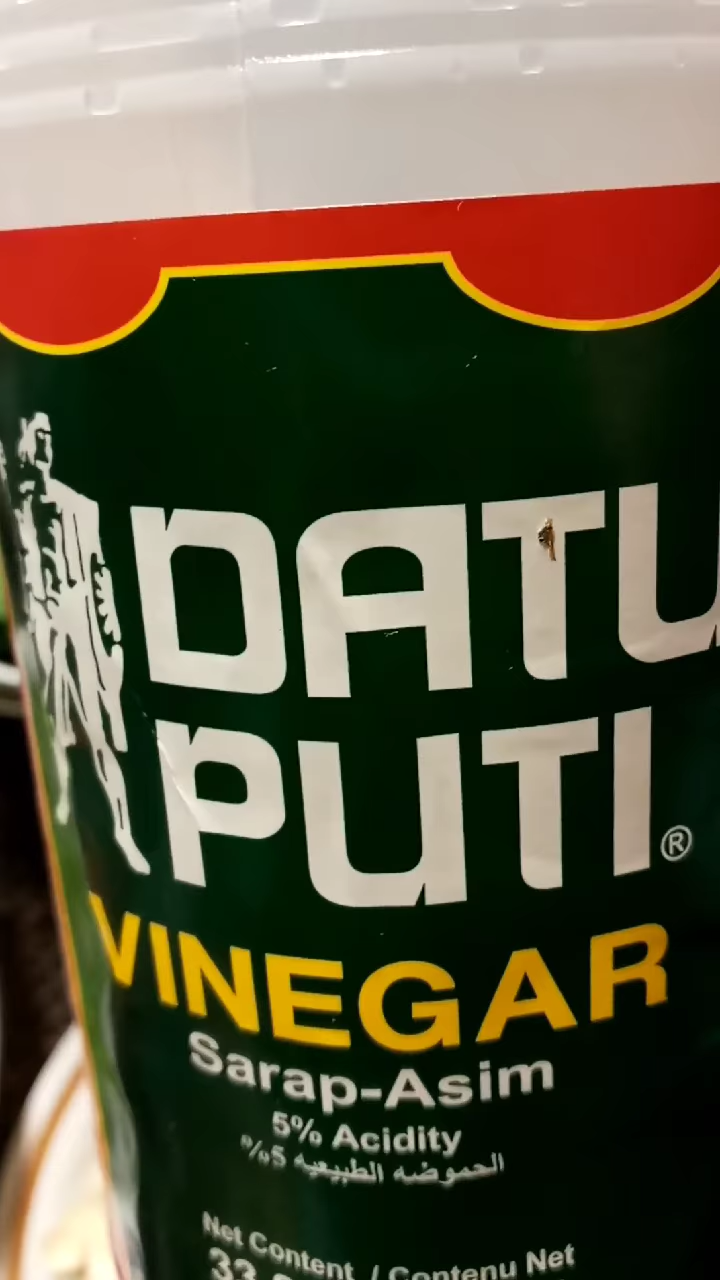 DATU
PUTI®
VINEGAR
Sarap-Asim
5% Acidity
الحموضه الطبيعيه 5%
Net Content / Contenu Net
33